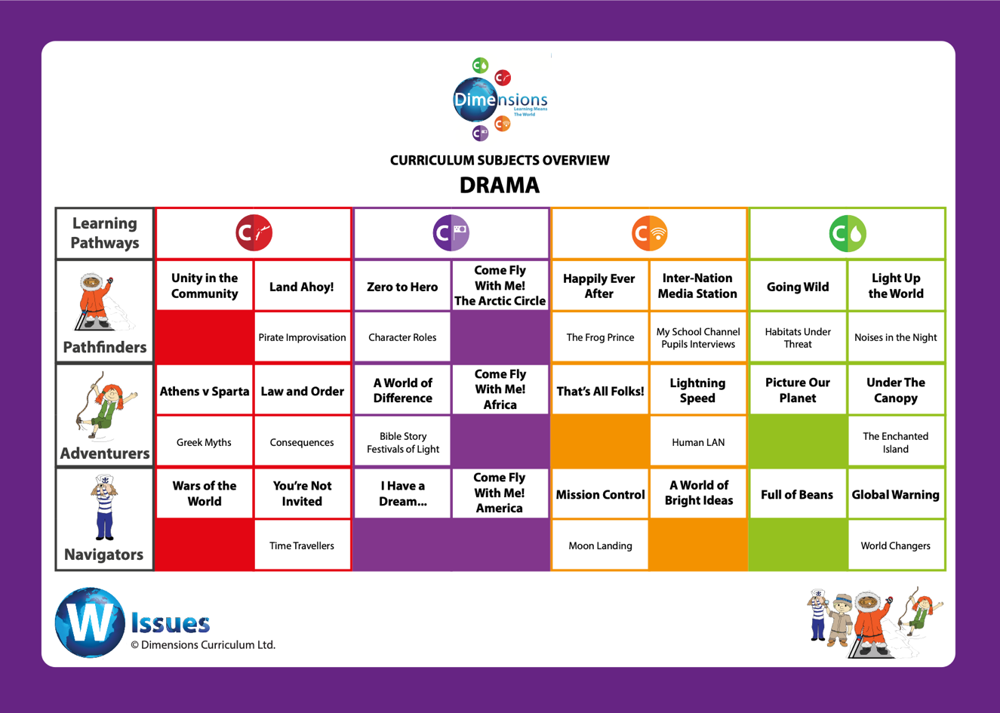 C
C
Dimensions
Learning Means
The World
C
C
CURRICULUM SUBJECTS OVERVIEW
DRAMA
Learning
Pathways
C
C
C
C
Pathfinders
Unity in the
Community
Land Ahoy!
Zero to Hero
Come Fly
With Me!
The Arctic Circle
Happily Ever
After
Inter-Nation
Media Station
Going Wild
Light Up
the World
Pirate Improvisation
Character Roles
The Frog Prince
My School Channel
Pupils Interviews
Habitats Under
Threat
Noises in the Night
Adventurers
Athens v Sparta
Law and Order
A World of
Difference
Come Fly
With Me!
Africa
That's All Folks!
Lightning
Speed
Picture Our
Planet
Under The
Canopy
Greek Myths
Consequences
Bible Story
Festivals of Light
Human LAN
The Enchanted
Island
Navigators
Wars of the
World
You're Not
Invited
I Have a
Dream...
Come Fly
With Me!
America
Mission Control
A World of
Bright Ideas
Full of Beans
Global Warning
Time Travellers
Moon Landing
World Changers
W
Issues
© Dimensions Curriculum Ltd.